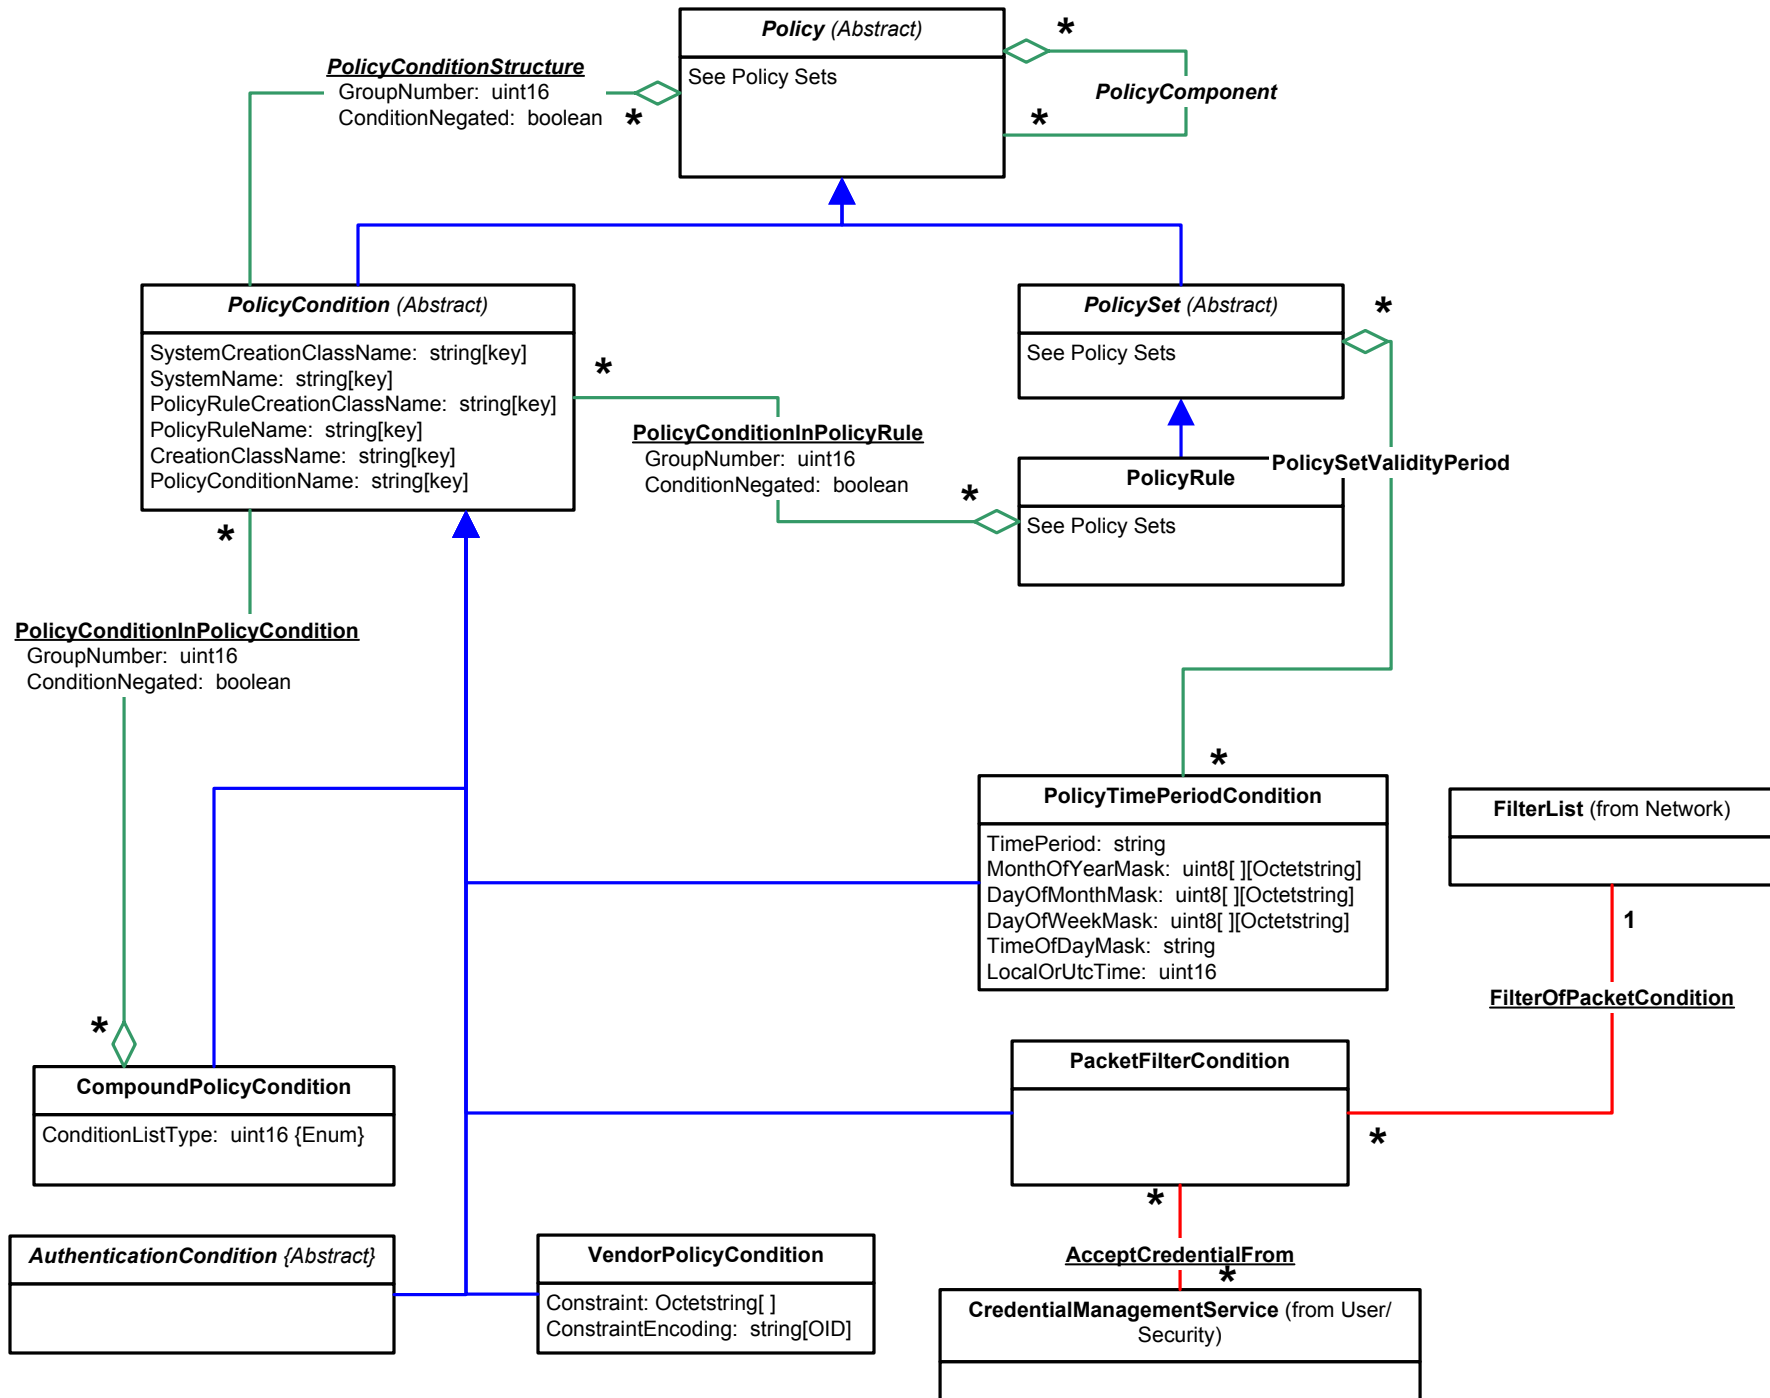 Policy (Abstract)
See Policy Sets
*
PolicyComponent
*
PolicyConditionStructure
GroupNumber: uint16
ConditionNegated: boolean
*
PolicyCondition (Abstract)
SystemCreationClassName: string[key]
SystemName: string[key]
PolicyRuleCreationClassName: string[key]
PolicyRuleName: string[key]
CreationClassName: string[key]
PolicyConditionName: string[key]
PolicySet (Abstract)
See Policy Sets
*
*
PolicyConditionInPolicyRule
GroupNumber: uint16
ConditionNegated: boolean
*
PolicyRule
See Policy Sets
PolicySetValidityPeriod
*
*
PolicyConditionInPolicyCondition
GroupNumber: uint16
ConditionNegated: boolean
*
PolicyTimePeriodCondition
TimePeriod: string
MonthOfYearMask: uint8[ ][Octetstring]
DayOfMonthMask: uint8[ ][Octetstring]
DayOfWeekMask: uint8[ ][Octetstring]
TimeOfDayMask: string
LocalOrUtcTime: uint16
FilterList (from Network)
1
FilterOfPacketCondition
*
PacketFilterCondition
CompoundPolicyCondition
ConditionListType: uint16 {Enum}
*
AcceptCredentialFrom
*
AuthenticationCondition {Abstract}
VendorPolicyCondition
Constraint: Octetstring[ ]
ConstraintEncoding: string[OID]
CredentialManagementService (from User/
Security)